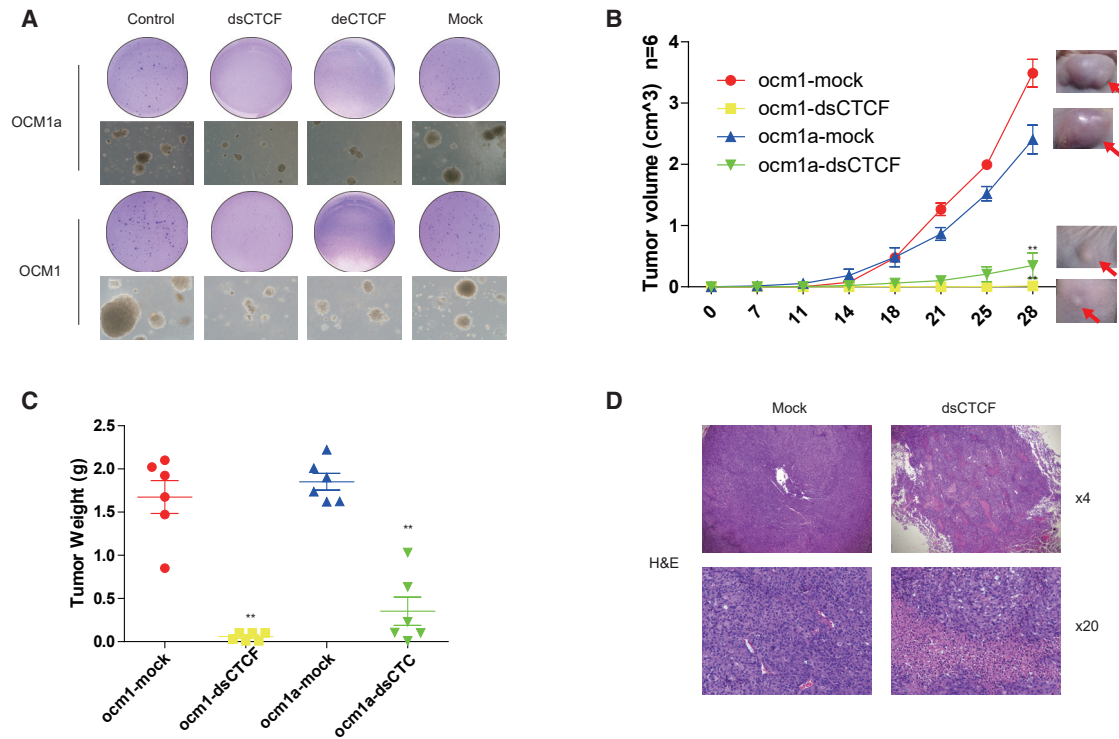 A
Control dsCTCF deCTCF Mock
OCM1a
OCM1
B
Tumor volume (cm^3) n=6
4
3
2
1
0
ocm1-mock
ocm1-dsCTCF
ocm1a-mock
ocm1a-dsCTCF
**
**
0 7 11 14 18 21 25 28
C
Tumor Weight (g)
2.5
2.0
1.5
1.0
0.5
0.0
**
**
ocm1-mock
ocm1-dsCTCF
ocm1a-mock
ocm1a-dsCTC
D
Mock dsCTCF
H&E
x4
x20